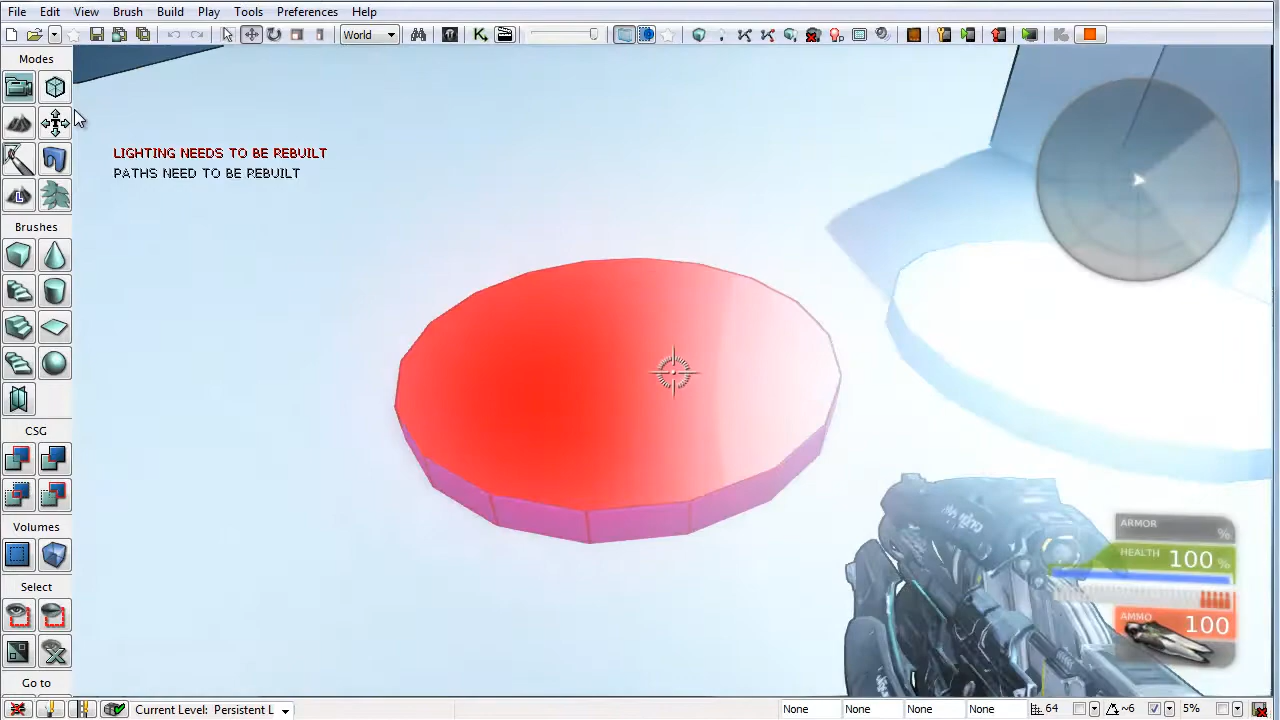 File Edit View Brush Build Play Tools Preferences Help
World
Modes
LIGHTING NEEDS TO BE REBUILT
PATHS NEED TO BE REBUILT
L
Brushes
CSG
Volumes
Select
Go to
ARMOR
%
HEALTH 100 %
AMMO 100
Current Level: Persistent L
None None None None 64 ~6 5%